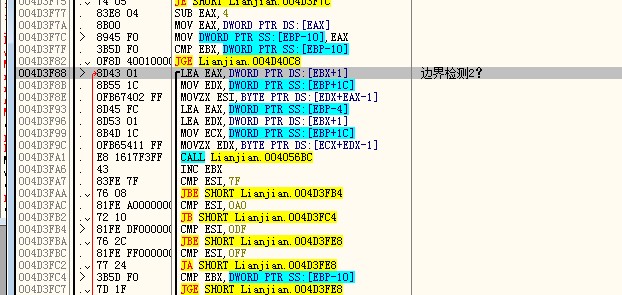 004D3F75 74 05 JE SHORT Lianjian.004D3F7C
004D3F77 83E8 04 SUB EAX,4
004D3F7A 8B00 MOV EAX,DWORD PTR DS:[EAX]
004D3F7C > 8945 F0 MOV DWORD PTR SS:[EBP-10],EAX
004D3F7F . 3B5D F0 CMP EBX,DWORD PTR SS:[EBP-10]
004D3F82 . 0F8D 40010000 JGE Lianjian.004D40C8
004D3F88 > 8D43 01 LEA EAX,DWORD PTR DS:[EBX+1] 边界检测2?
004D3F8B . 8B55 1C MOV EDX,DWORD PTR SS:[EBP+1C]
004D3F8E . 0FB67402 FF MOVZX ESI,BYTE PTR DS:[EDX+EAX-1]
004D3F93 . 8D45 FC LEA EAX,DWORD PTR SS:[EBP-4]
004D3F96 . 8D53 01 LEA EDX,DWORD PTR DS:[EBX+1]
004D3F99 . 8B4D 1C MOV ECX,DWORD PTR SS:[EBP+1C]
004D3F9C . 0FB65411 FF MOVZX EDX,BYTE PTR DS:[ECX+EDX-1]
004D3FA1 . E8 1617F3FF CALL Lianjian.004056BC
004D3FA6 . 43 INC EBX
004D3FA7 . 83FE 7F CMP ESI,7F
004D3FAA . 76 08 JBE SHORT Lianjian.004D3FB4
004D3FAC . 81FE A0000000 CMP ESI,0A0
004D3FB2 . 72 10 JB SHORT Lianjian.004D3FC4
004D3FB4 > 81FE DF000000 CMP ESI,0DF
004D3FBA . 76 2C JBE SHORT Lianjian.004D3FE8
004D3FBC . 81FE FF000000 CMP ESI,0FF
004D3FC2 . 77 24 JA SHORT Lianjian.004D3FE8
004D3FC4 > 3B5D F0 CMP EBX,DWORD PTR SS:[EBP-10]
004D3FC7 . 7D 1F JGE SHORT Lianjian.004D3FE8